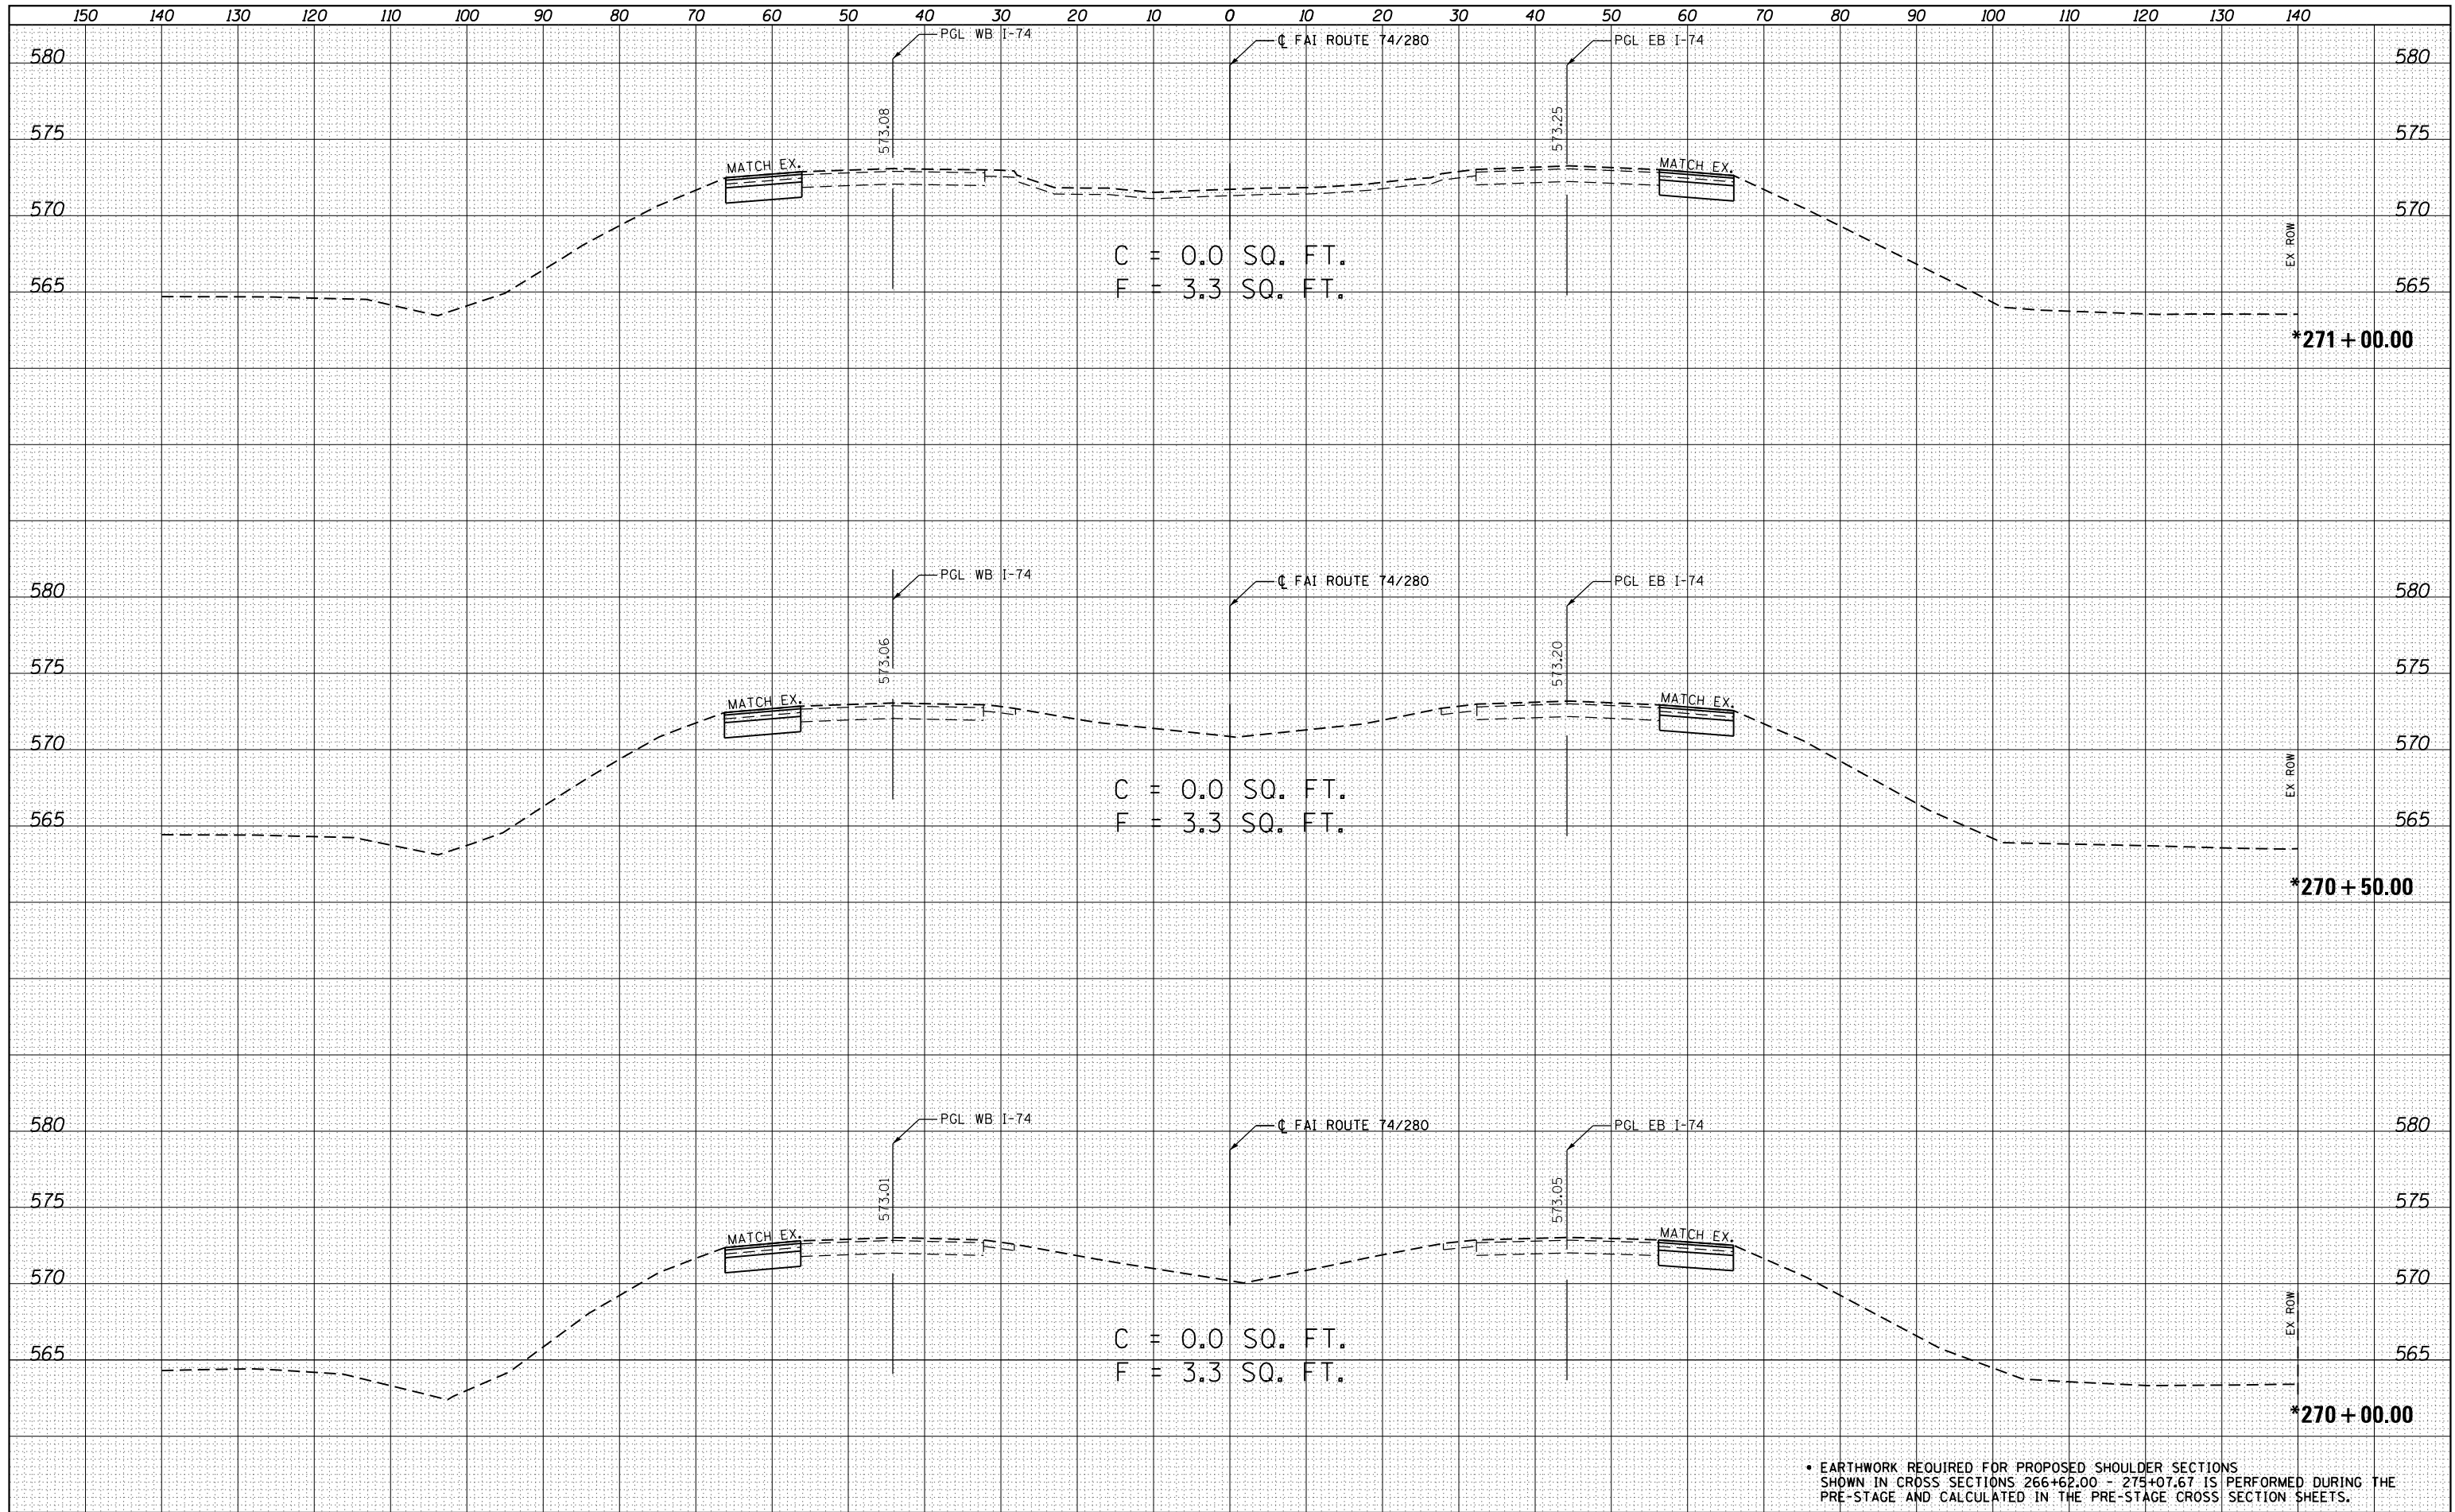 150 140 130 120 110 100 90 80 70 60 50 40 30 20 10 0 10 20 30 40 50 60 70 80 90 100 110 120 130 140
PGL WB I-74
℄ FAI ROUTE 74/280
PGL EB I-74
580 580
573.08
573.25
575 575
MATCH EX.
MATCH EX.
570 570
EX ROW
C = 0.0 SQ. FT.
F = 3.3 SQ. FT.
565 565
*271+00.00
PGL WB I-74
℄ FAI ROUTE 74/280
PGL EB I-74
580 580
573.06
573.20
575 575
MATCH EX.
MATCH EX.
570 570
EX ROW
C = 0.0 SQ. FT.
F = 3.3 SQ. FT.
565 565
*270+50.00
PGL WB I-74
℄ FAI ROUTE 74/280
PGL EB I-74
580 580
573.01
573.05
575 575
MATCH EX.
MATCH EX.
570 570
EX ROW
C = 0.0 SQ. FT.
F = 3.3 SQ. FT.
565 565
*270+00.00
• EARTHWORK REQUIRED FOR PROPOSED SHOULDER SECTIONS
SHOWN IN CROSS SECTIONS 266+62.00 - 275+07.67 IS PERFORMED DURING THE
PRE-STAGE AND CALCULATED IN THE PRE-STAGE CROSS SECTION SHEETS.